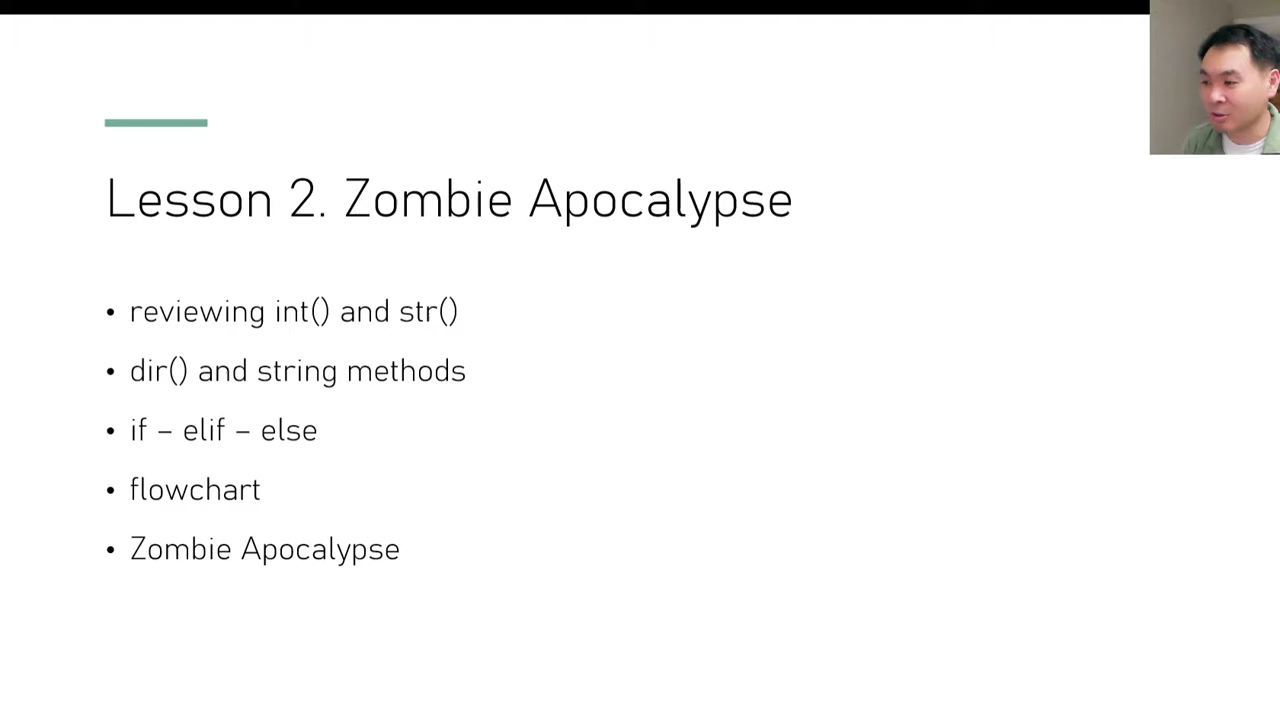 Lesson 2. Zombie Apocalypse
• reviewing int() and str()
• dir() and string methods
• if – elif – else
• flowchart
• Zombie Apocalypse